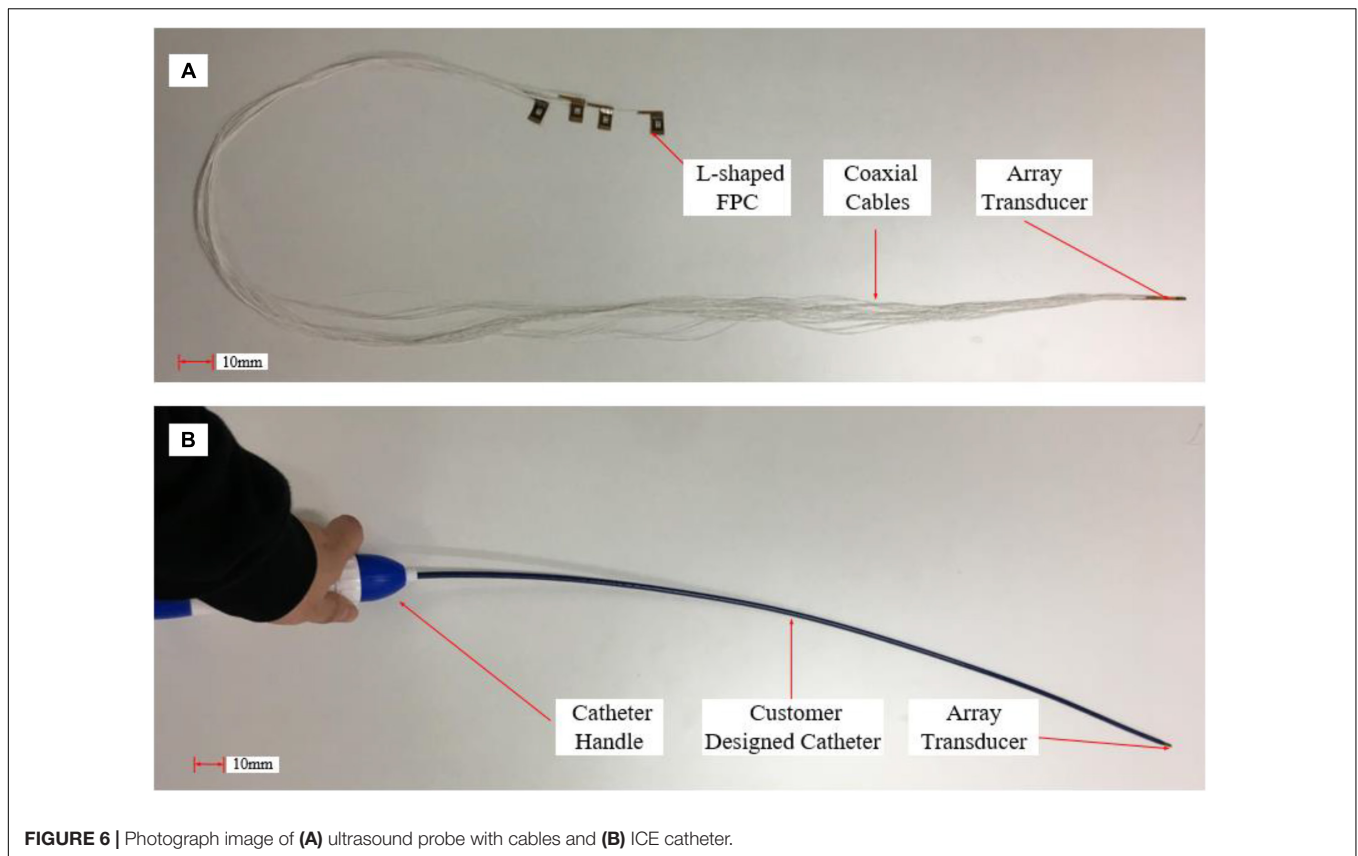 A
L-shaped
FPC
Coaxial
Cables
Array
Transducer
10mm
B
Catheter
Handle
Customer
Designed Catheter
Array
Transducer
10mm
FIGURE 6 | Photograph image of (A) ultrasound probe with cables and (B) ICE catheter.